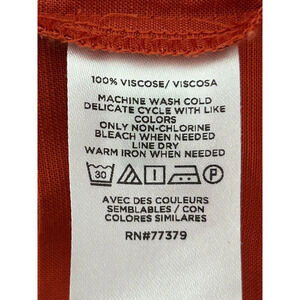 100% VISCOSE/ VISCOSA
MACHINE WASH COLD
DELICATE CYCLE WITH LIKE
COLORS
ONLY NON-CHLORINE
BLEACH WHEN NEEDED
LINE DRY
WARM IRON WHEN NEEDED
30 P
AVEC DES COULEURS
SEMBLABLES / CON
COLORES SIMILARES
RN#77379